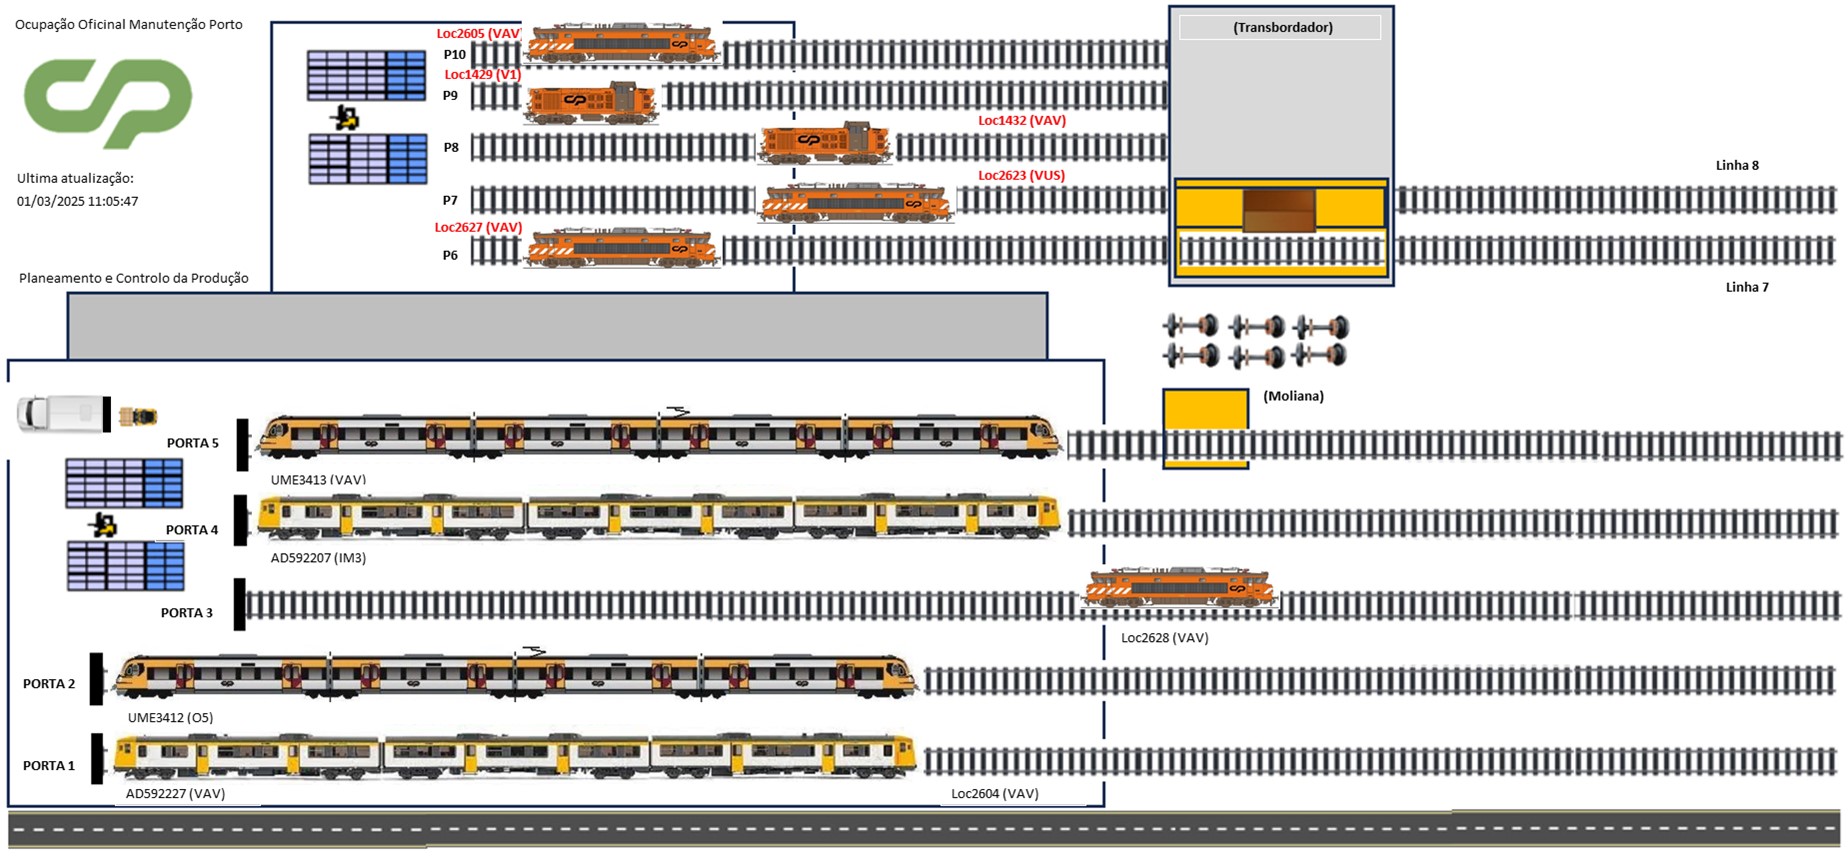 Ocupação Oficinal Manutenção Porto
CP
Ultima atualização:
01/03/2025 11:05:47
Loc2605 (VAV)
P10
Loc1429 (V1)
P9
Loc1432 (VAV)
P8
Loc2623 (VUS)
P7
Loc2627 (VAV)
P6
(Transbordador)
Linha 8
Linha 7
Planeamento e Controlo da Produção
(Moliana)
PORTA 5
UME3413 (VAV)
PORTA 4
AD592207 (IM3)
PORTA 3
Loc2628 (VAV)
PORTA 2
UME3412 (O5)
PORTA 1
AD592227 (VAV)
Loc2604 (VAV)